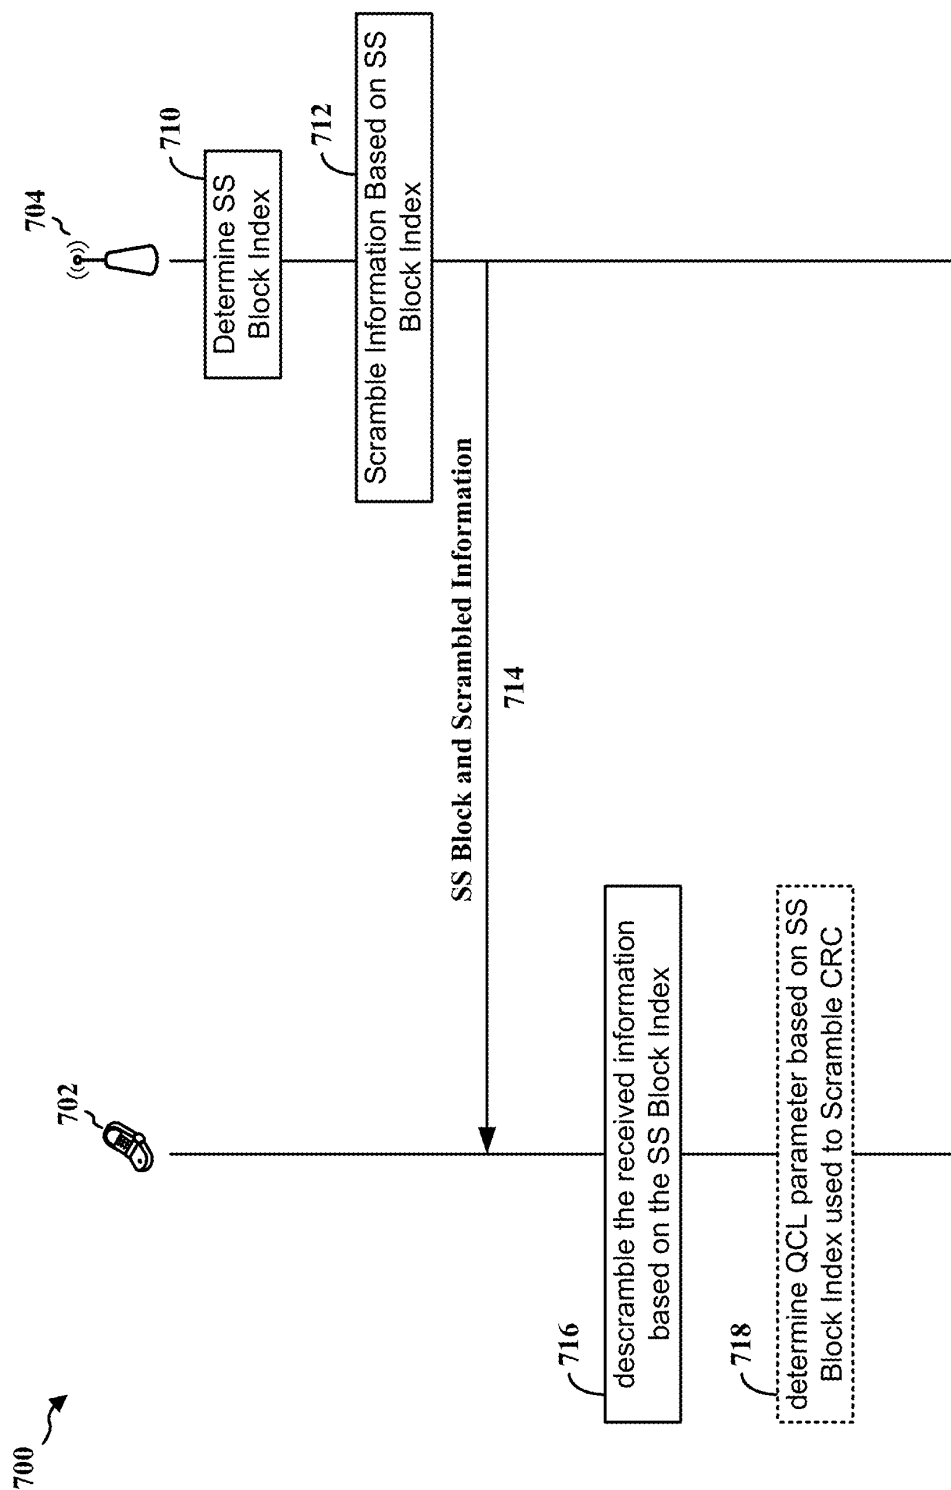 700
702
704
710
Determine SS
Block Index
712
Scramble Information Based on SS
Block Index
SS Block and Scrambled Information
714
716
descramble the received information
based on the SS Block Index
718
determine QCL parameter based on SS
Block Index used to Scramble CRC